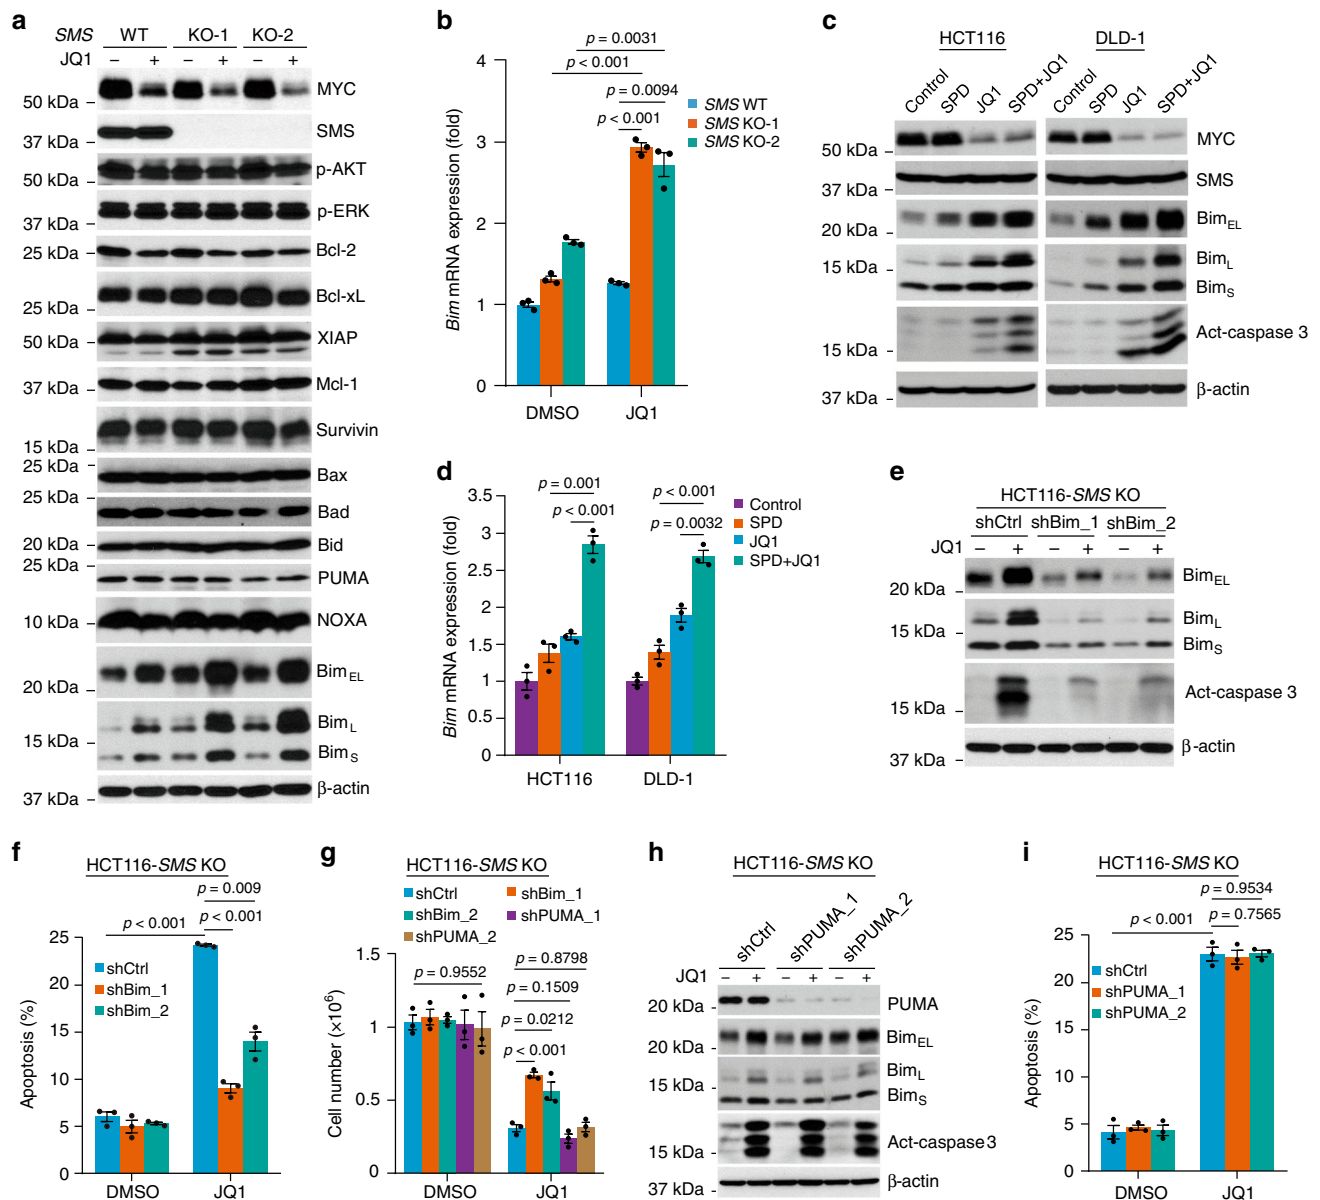 a
SMS WT KO-1 KO-2
JQ1 – + – + – +
MYC
50 kDa
SMS
37 kDa
p-AKT
50 kDa
p-ERK
37 kDa
Bcl-2
25 kDa
Bcl-xL
25 kDa
XIAP
50 kDa
Mcl-1
37 kDa
Survivin
15 kDa
25 kDa
Bax
25 kDa
Bad
Bid
20 kDa
25 kDa
PUMA
NOXA
10 kDa
BimEL
20 kDa
BimL
15 kDa
BimS
β-actin
37 kDa
b
p = 0.0031
p < 0.001
p = 0.0094
p < 0.001
SMS WT
SMS KO-1
SMS KO-2
Bim mRNA expression (fold)
4
3
2
1
0
DMSO JQ1
c
HCT116 DLD-1
Control SPD JQ1 SPD+JQ1 Control SPD JQ1 SPD+JQ1
MYC
50 kDa
SMS
37 kDa
BimEL
20 kDa
BimL
15 kDa
BimS
Act-caspase 3
15 kDa
β-actin
37 kDa
d
p = 0.001
p < 0.001
p < 0.001
p = 0.0032
Control
SPD
JQ1
SPD+JQ1
Bim mRNA expression (fold)
3.5
3
2.5
2
1.5
1
0.5
0
HCT116 DLD-1
e
HCT116-SMS KO
shCtrl shBim_1 shBim_2
JQ1 – + – + – +
BimEL
20 kDa
BimL
15 kDa
BimS
Act-caspase 3
15 kDa
β-actin
37 kDa
f
HCT116-SMS KO
p = 0.009
p < 0.001
p < 0.001
shCtrl
shBim_1
shBim_2
Apoptosis (%)
25
20
15
10
5
0
DMSO JQ1
g
HCT116-SMS KO
shCtrl shBim_1
shBim_2 shPUMA_1
shPUMA_2
p = 0.9552
p = 0.8798
p = 0.1509
p = 0.0212
p < 0.001
Cell number (×10⁶)
1.5
1
0.5
0
DMSO JQ1
h
HCT116-SMS KO
shCtrl shPUMA_1 shPUMA_2
JQ1 – + – + – +
PUMA
20 kDa
BimEL
20 kDa
BimL
15 kDa
BimS
Act-caspase 3
15 kDa
β-actin
37 kDa
i
HCT116-SMS KO
p = 0.9534
p < 0.001
p = 0.7565
shCtrl
shPUMA_1
shPUMA_2
Apoptosis (%)
25
20
15
10
5
0
DMSO JQ1